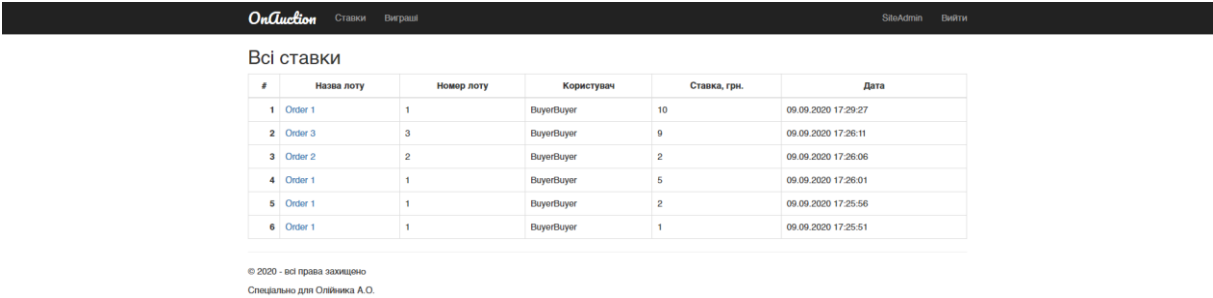 OnAuction Ставки Виграші SiteAdmin Вийти
Всі ставки
# Назва лоту Номер лоту Користувач Ставка, грн. Дата
1 Order 1 1 BuyerBuyer 10 09.09.2020 17:29:27
2 Order 3 3 BuyerBuyer 9 09.09.2020 17:26:11
3 Order 2 2 BuyerBuyer 2 09.09.2020 17:26:06
4 Order 1 1 BuyerBuyer 5 09.09.2020 17:26:01
5 Order 1 1 BuyerBuyer 2 09.09.2020 17:25:56
6 Order 1 1 BuyerBuyer 1 09.09.2020 17:25:51
© 2020 - всі права захищено
Спеціально для Олійника А.О.